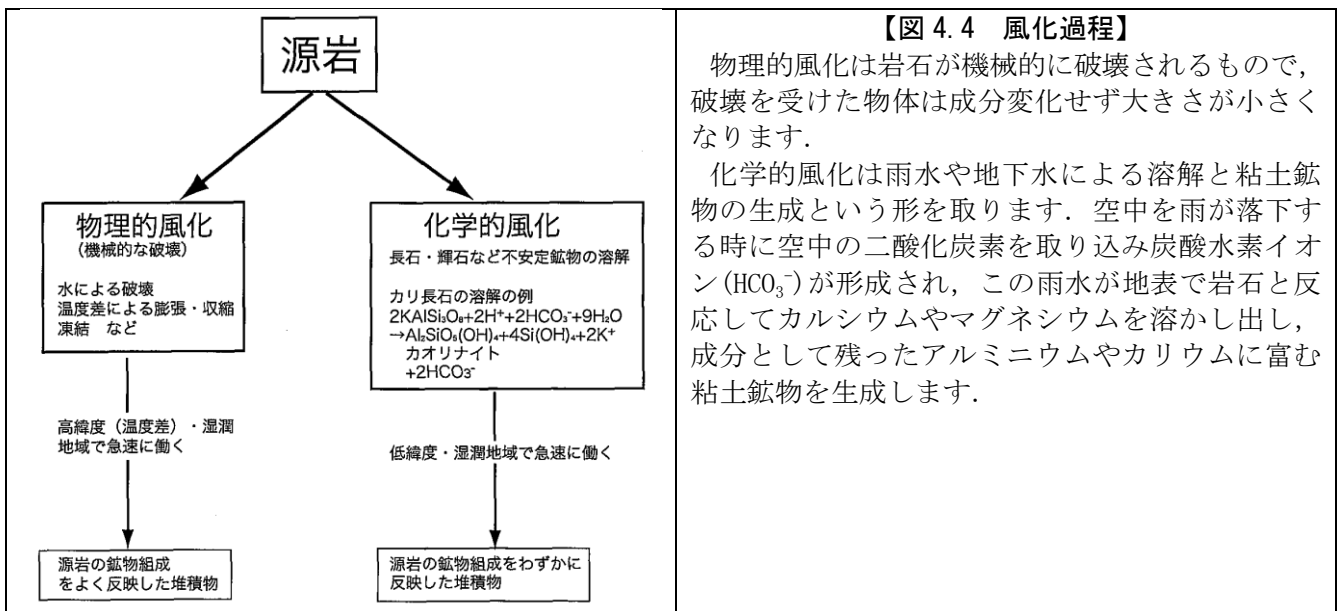 源岩
物理的風化
(機械的な破壊)
水による破壊
温度差による膨張・収縮
凍結 など
高緯度(温度差)・湿潤
地域で急速に働く
源岩の鉱物組成
をよく反映した堆積物
化学的風化
長石・輝石など不安定鉱物の溶解
カリ長石の溶解の例
2KAlSi₃O₈+2H⁺+2HCO₃⁻+9H₂O
→Al₂SiO₅(OH)₄+4Si(OH)₄+2K⁺
カオリナイト
+2HCO₃⁻
低緯度・湿潤地域で急速に働く
源岩の鉱物組成をわずかに
反映した堆積物
【図 4.4 風化過程】
物理的風化は岩石が機械的に破壊されるもので,
破壊を受けた物体は成分変化せず大きさが小さく
なります.
化学的風化は雨水や地下水による溶解と粘土鉱
物の生成という形を取ります.空中を雨が落下す
る時に空中の二酸化炭素を取り込み炭酸水素イオ
ン(HCO₃⁻)が形成され,この雨水が地表で岩石と反
応してカルシウムやマグネシウムを溶かし出し,
成分として残ったアルミニウムやカリウムに富む
粘土鉱物を生成します.